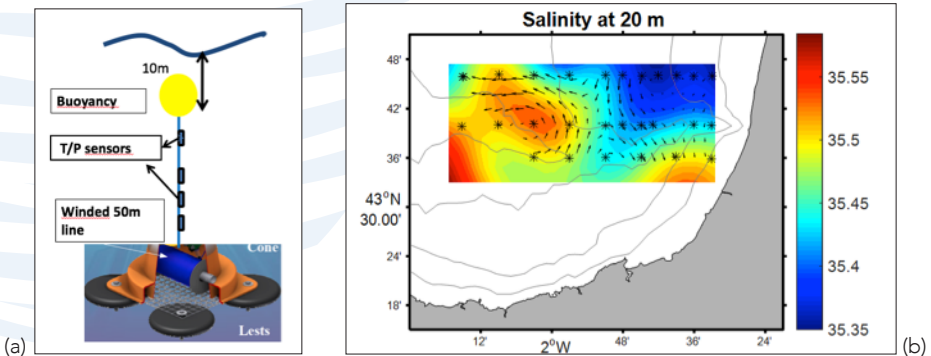 10m
Buoyancy
T/P sensors
Winded 50m
line
Cone
Lests
(a)
Salinity at 20 m
48'
42'
36'
43°N
30.00'
24'
18'
12'
2°W
48'
36'
24'
35.55
35.5
35.45
35.4
35.35
(b)